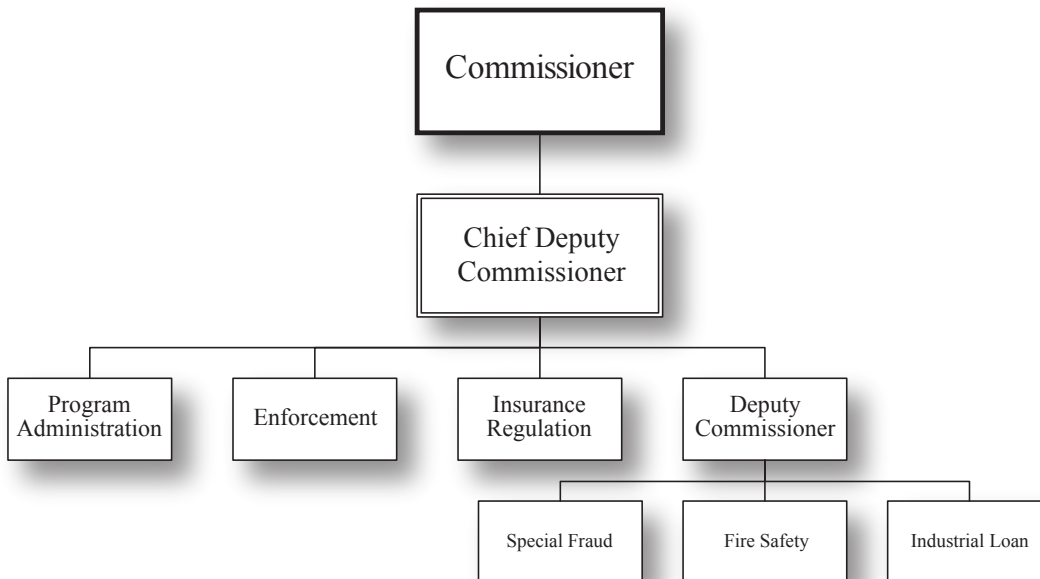 Commissioner
Chief Deputy
Commissioner
Program
Administration
Enforcement
Insurance
Regulation
Deputy
Commissioner
Special Fraud
Fire Safety
Industrial Loan